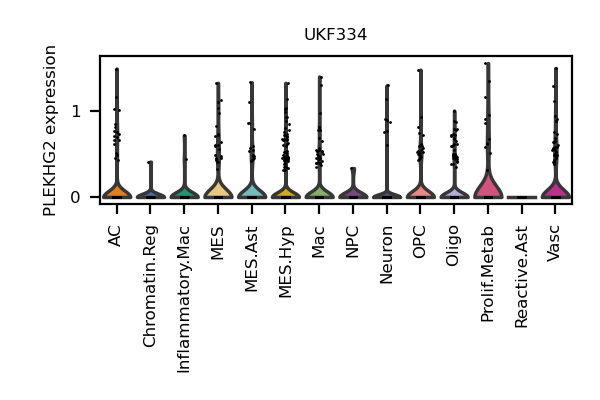 UKF334
PLEKHG2 expression
1
0
AC
Chromatin.Reg
Inflammatory.Mac
MES
MES.Ast
MES.Hyp
Mac
NPC
Neuron
OPC
Oligo
Prolif.Metab
Reactive.Ast
Vasc